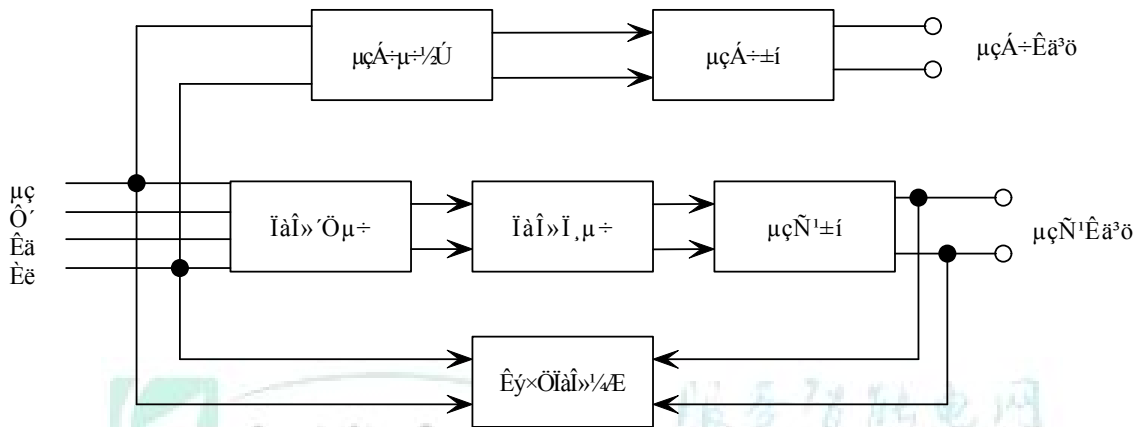 µçÁ÷µ÷½Ú
µçÁ÷±í
µçÁ÷Êä³ö
µç
Ô´
Êä
Èë
ÏàÎ»´Öµ÷
ÏàÎ»Ï¸µ÷
µçÑ¹±í
µçÑ¹Êä³ö
Êý×ÖÏàÎ»¼Æ